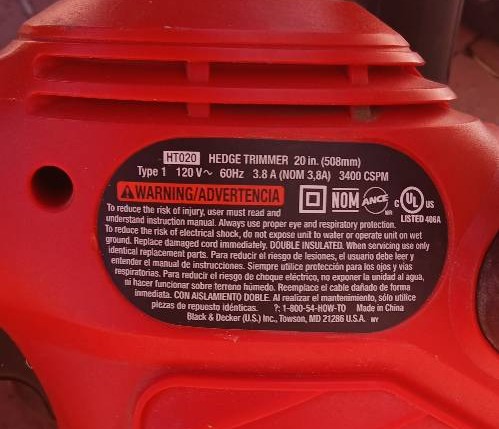 HT020 HEDGE TRIMMER 20 in. (508mm)
Type 1 120 V~ 60Hz 3.8 A (NOM 3,8A) 3400 CSPM
WARNING/ADVERTENCIA
NOM ANCE MR C UL US
LISTED 406A
To reduce the risk of injury, user must read and
understand instruction manual. Always use proper eye and respiratory protection.
To reduce the risk of electrical shock, do not expose unit to water or operate unit on wet
ground. Replace damaged cord immediately. DOUBLE INSULATED. When servicing use only
identical replacement parts. Para reducir el riesgo de lesiones, el usuario debe leer y
entender el manual de instrucciones. Siempre utilice protección para los ojos y vias
respiratorias. Para reducir el riesgo de choque electrico, no exponer la unidad al agua,
ni hacer funcionar sobre terreno húmedo. Reemplace el cable dañado de forma
inmediata. CON AISLAMIENTO DOBLE. Al realizar el mantenimiento, sólo utilice
piezas de repuesto idénticas. ?: 1-800-54-HOW-TO Made in China
Black & Decker (U.S.) Inc., Towson, MD 21286 U.S.A. WY